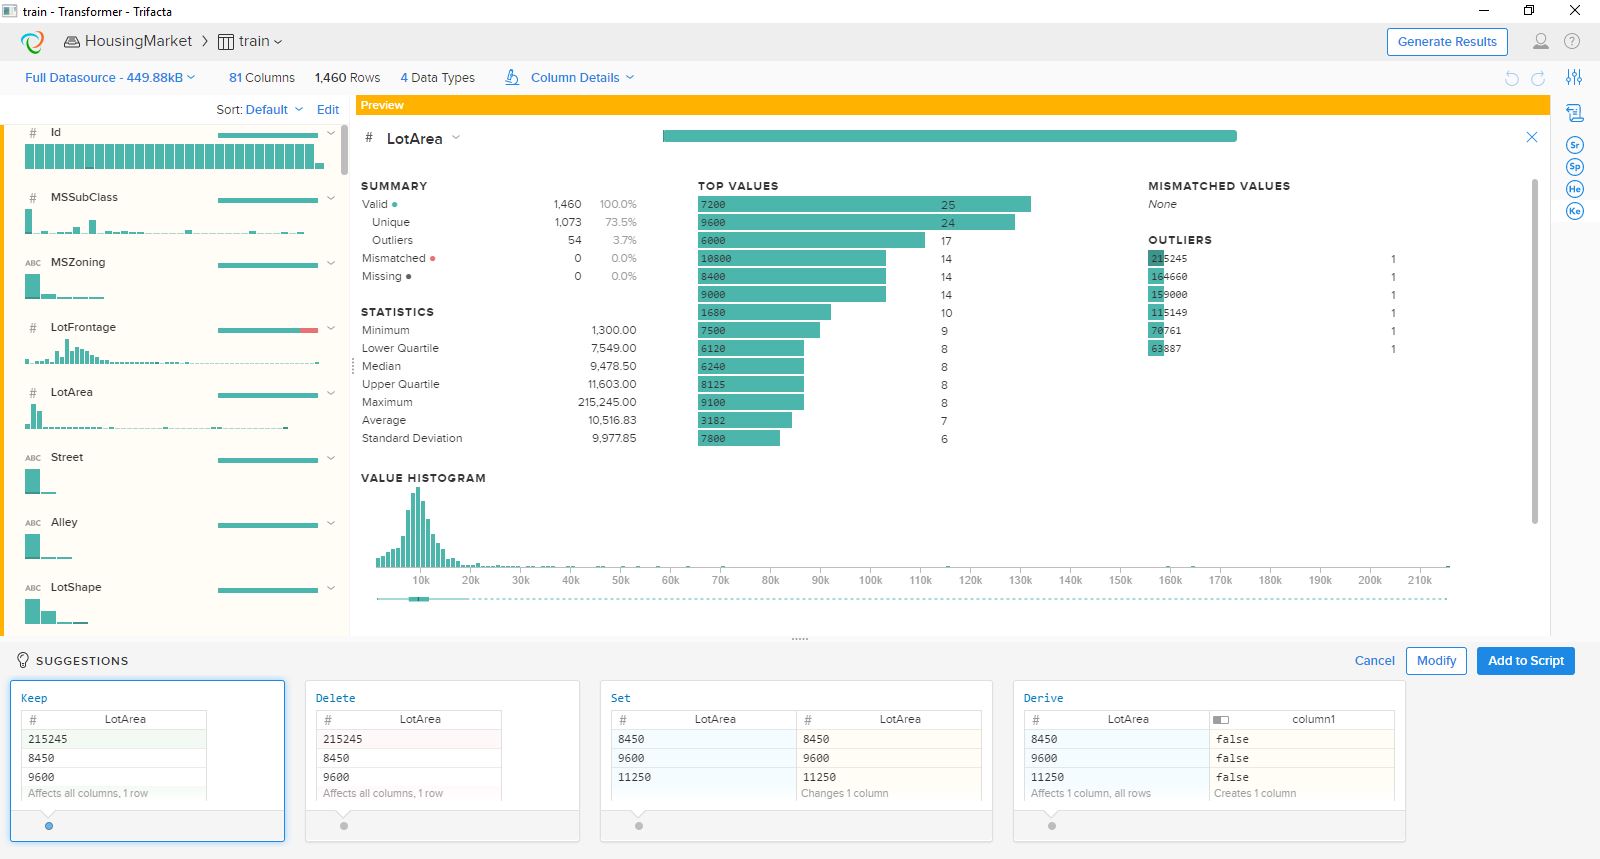 train - Transformer - Trifacta
HousingMarket > train
Generate Results
Full Datasource - 449.88kB
81 Columns 1,460 Rows 4 Data Types
Column Details
Sort: Default Edit
Preview
# Id
# MSSubClass
ABC MSZoning
# LotFrontage
# LotArea
ABC Street
ABC Alley
ABC LotShape
# LotArea
SUMMARY
Valid 1,460 100.0%
Unique 1,073 73.5%
Outliers 54 3.7%
Mismatched 0 0.0%
Missing 0 0.0%
STATISTICS
Minimum 1,300.00
Lower Quartile 7,549.00
Median 9,478.50
Upper Quartile 11,603.00
Maximum 215,245.00
Average 10,516.83
Standard Deviation 9,977.85
TOP VALUES
7200 25
9600 24
6000 17
10800 14
8400 14
9000 14
1680 10
7500 9
6120 8
6240 8
8125 8
9100 8
3182 7
7800 6
MISMATCHED VALUES
None
OUTLIERS
215245 1
164660 1
159000 1
115149 1
70761 1
63887 1
Sr
Sp
He
Ke
VALUE HISTOGRAM
10k 20k 30k 40k 50k 60k 70k 80k 90k 100k 110k 120k 130k 140k 150k 160k 170k 180k 190k 200k 210k
SUGGESTIONS
Cancel Modify Add to Script
Keep
# LotArea
215245
8450
9600
Affects all columns, 1 row
Delete
# LotArea
215245
8450
9600
Affects all columns, 1 row
Set
# LotArea # LotArea
8450 8450
9600 9600
11250 11250
Changes 1 column
Derive
# LotArea column1
8450 false
9600 false
11250 false
Affects 1 column, all rows Creates 1 column